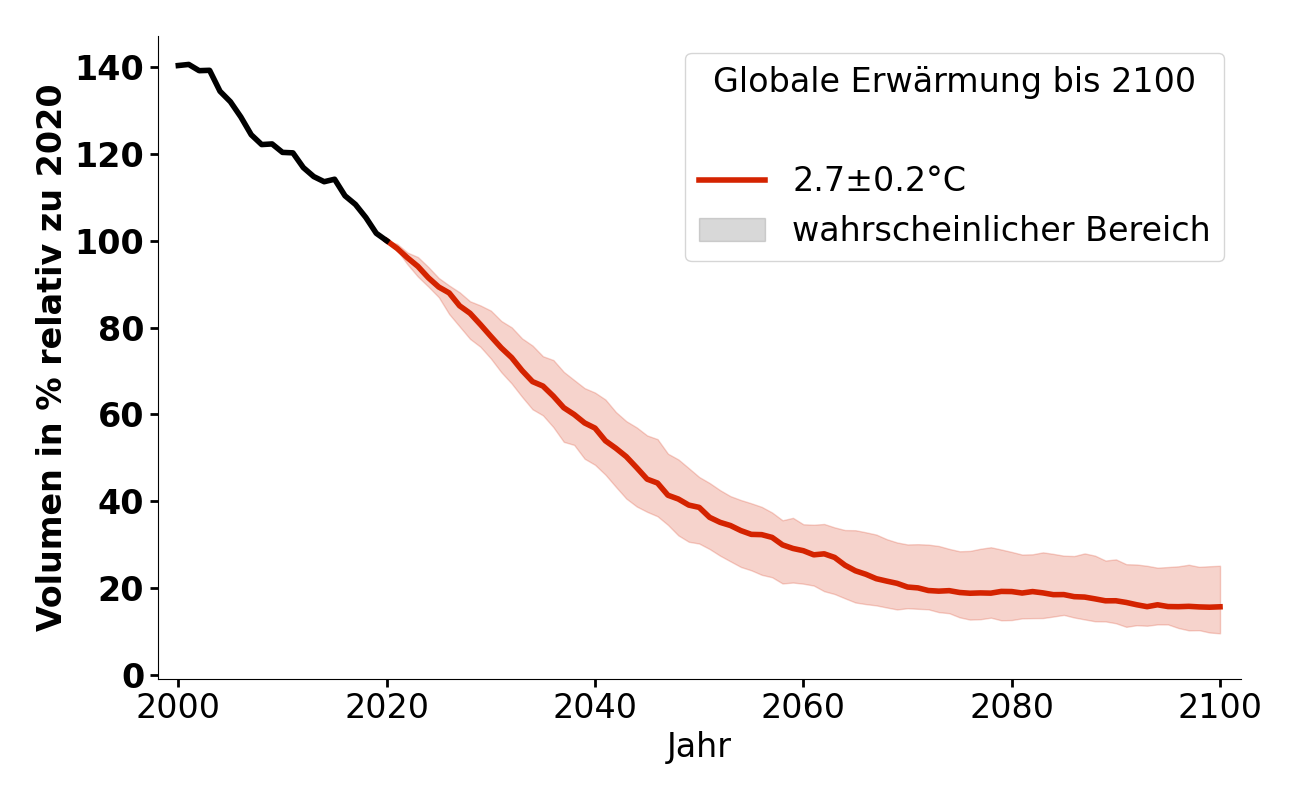 Volumen in % relativ zu 2020
140
120
100
80
60
40
20
0
Globale Erwärmung bis 2100
2.7±0.2°C
wahrscheinlicher Bereich
2000 2020 2040 2060 2080 2100
Jahr